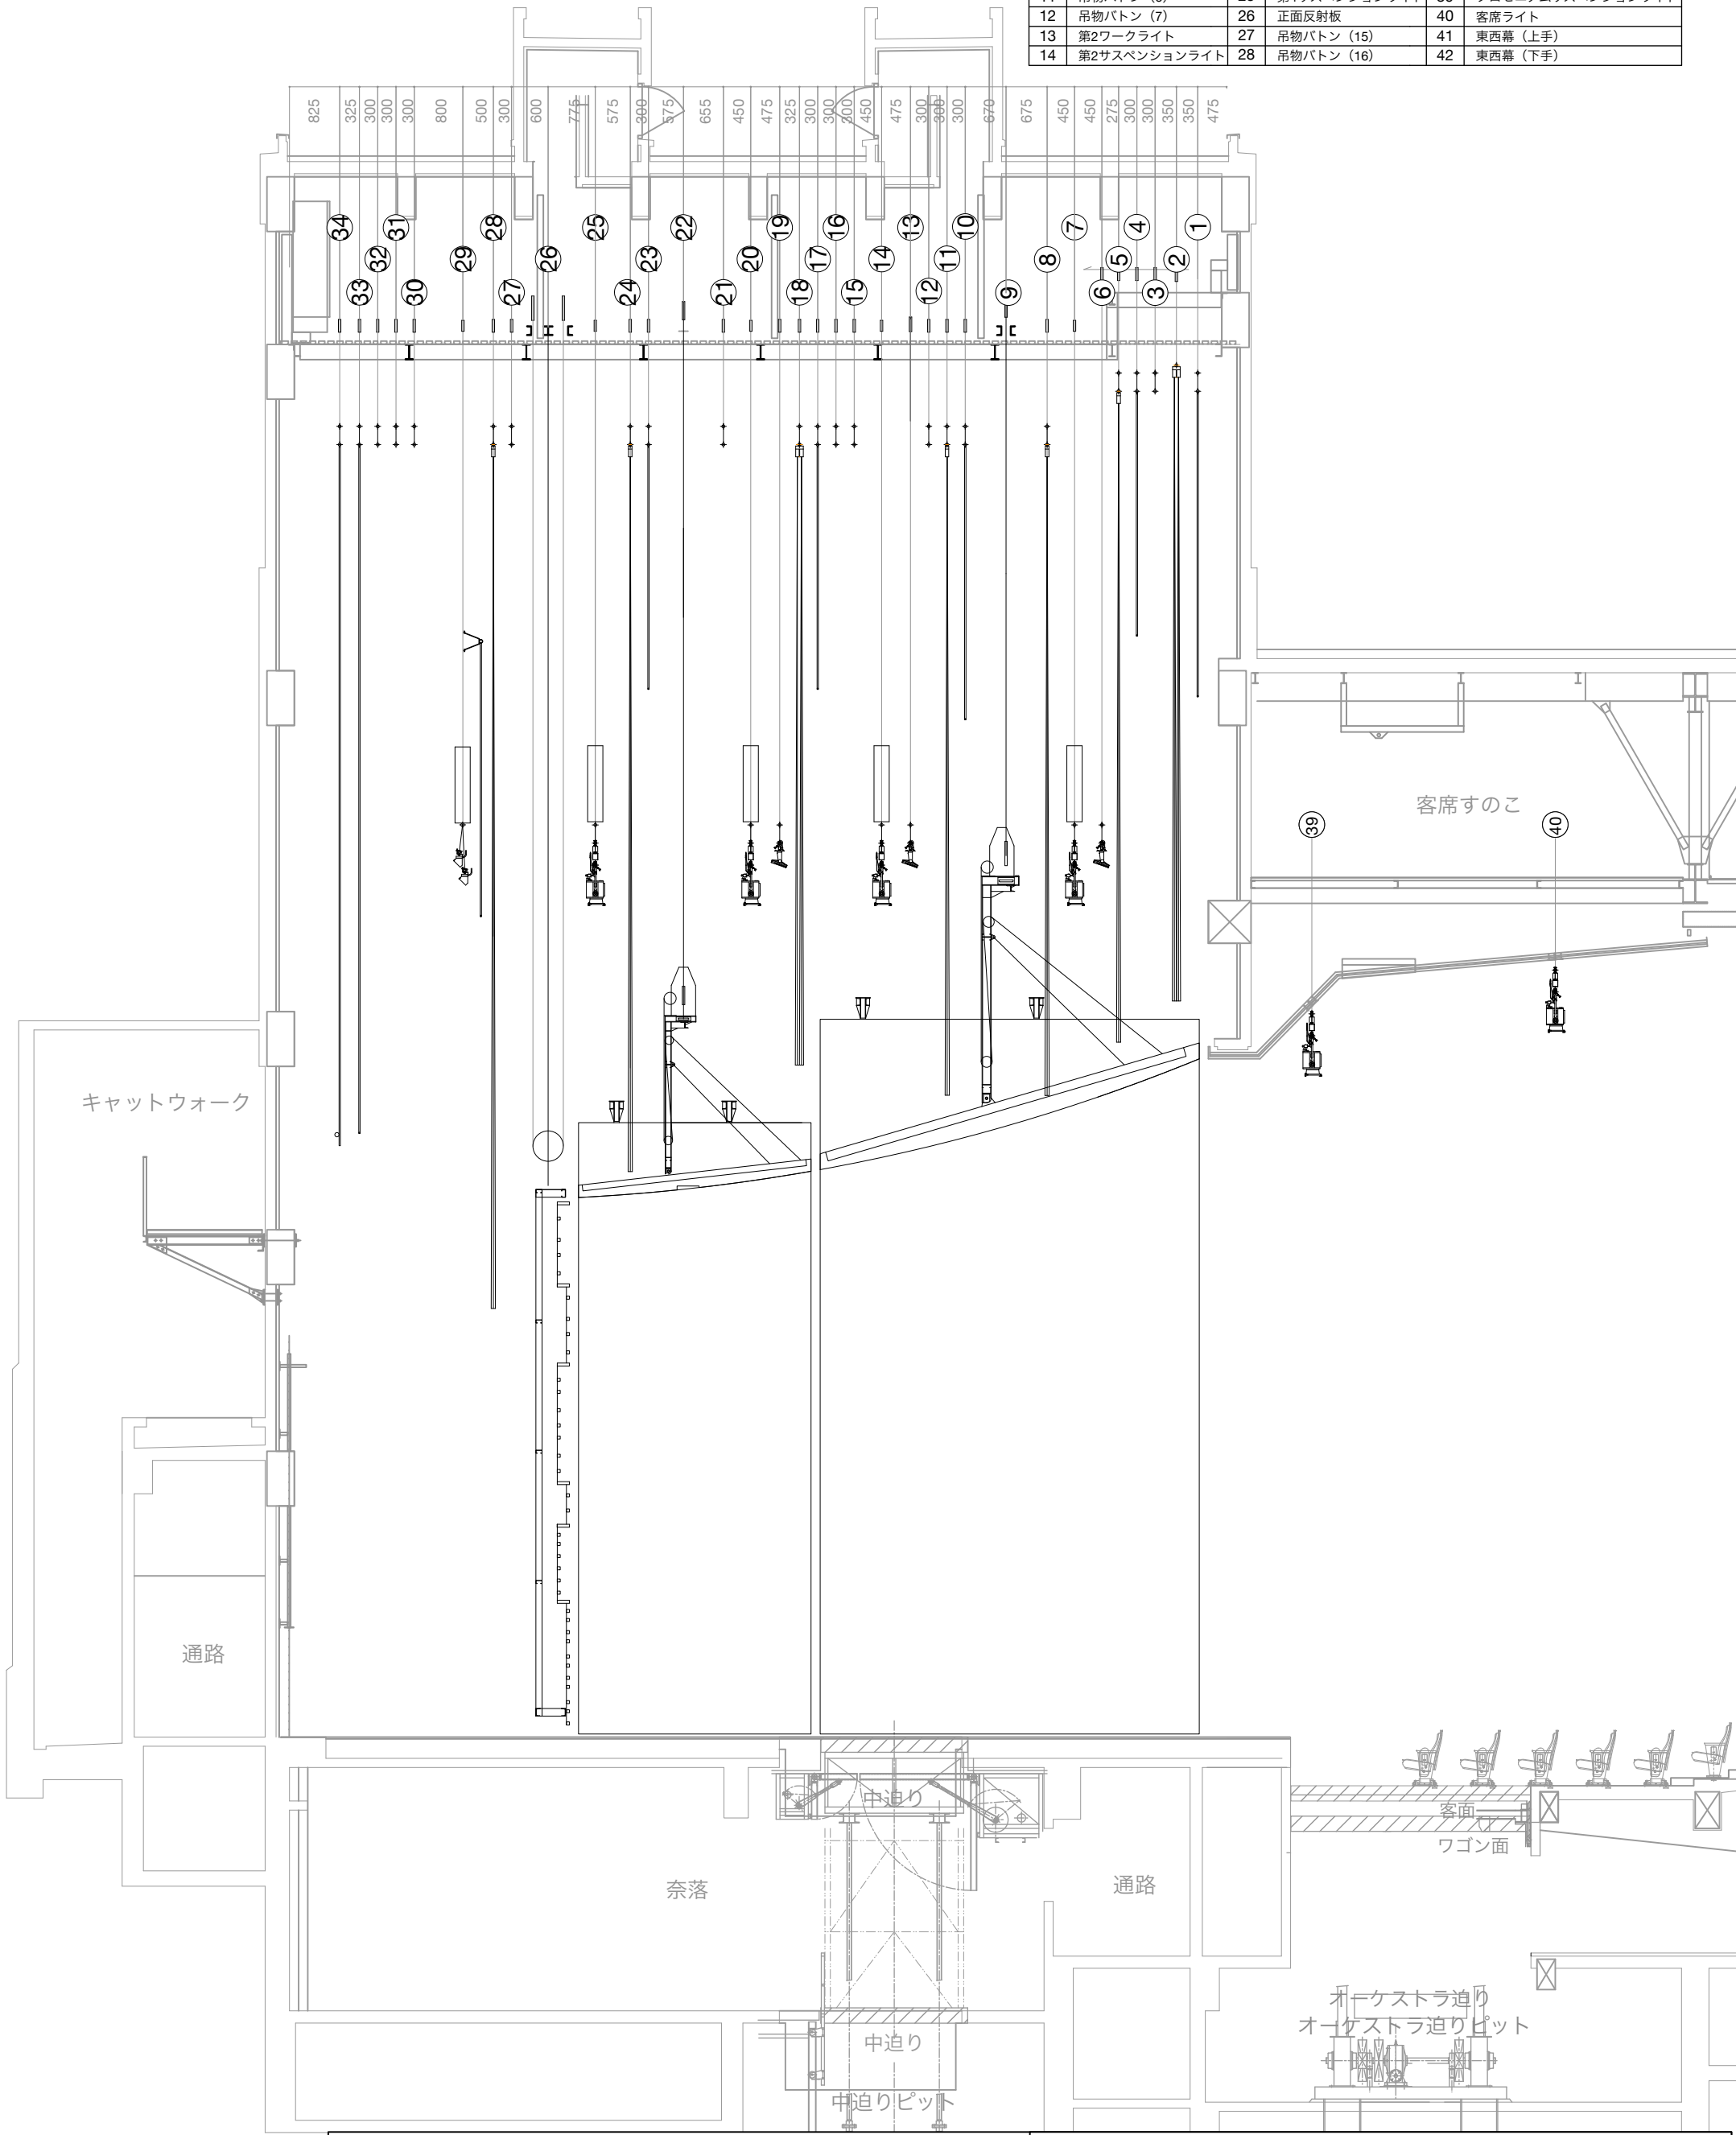 12 吊物バトン（7） 26 正面反射板 40 客席ライト
13 第2ワークライト 27 吊物バトン（15） 41 東西幕（上手）
14 第2サスペンションライト 28 吊物バトン（16） 42 東西幕（下手）
825 325 300 300 300 800 500 300 600 775 575 300 575 655 450 475 325 300 300 300 450 475 300 300 300 670 675 450 450 275 300 300 350 350 475
34 31 28 25 22 19 16 13 10 7 4 1
32 29 26 23 20 17 14 11 8 5 2
33 30 27 24 21 18 15 12 9 6 3
客席すのこ
39 40
キャットウォーク
通路
中迫り
客面
ワゴン面
奈落
通路
オーケストラ迫り
オーケストラ迫りピット
中迫り
中迫りピット